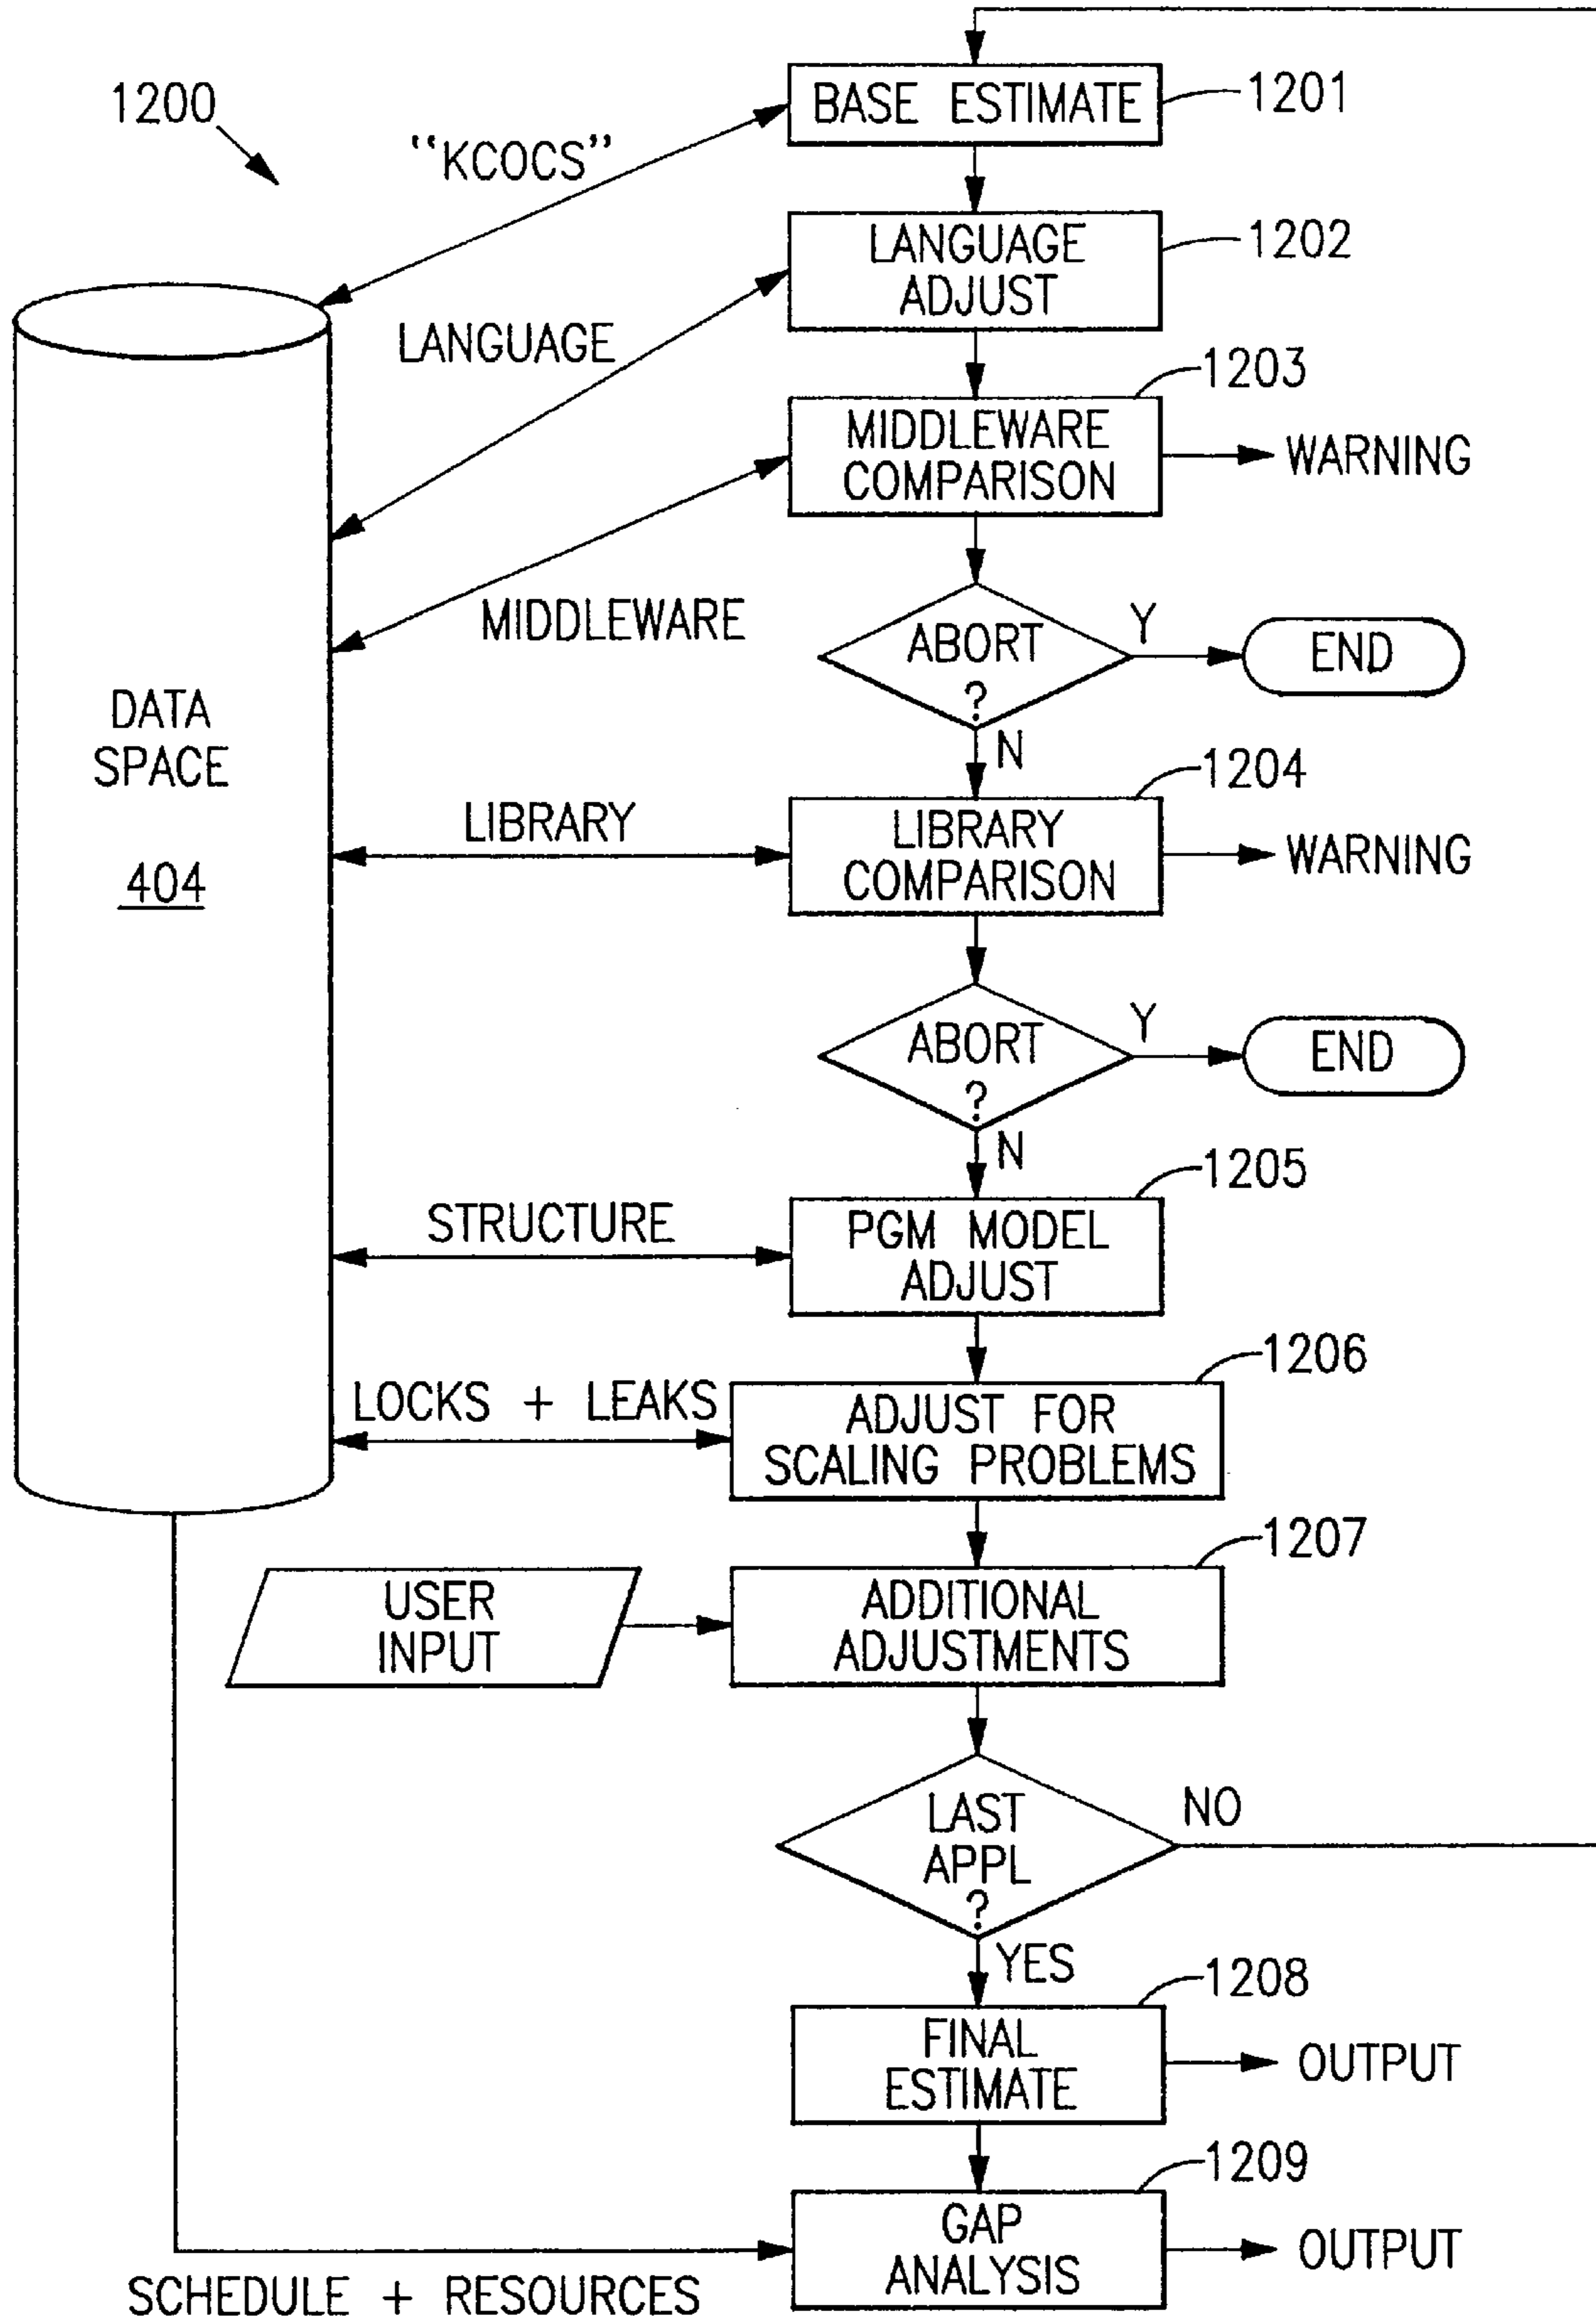 1200
"KCOCS"
BASE ESTIMATE
1201
LANGUAGE
ADJUST
1202
LANGUAGE
1203
MIDDLEWARE
COMPARISON
WARNING
MIDDLEWARE
ABORT
?
Y
END
N
DATA
SPACE
404
1204
LIBRARY
LIBRARY
COMPARISON
WARNING
ABORT
?
Y
END
N
1205
STRUCTURE
PGM MODEL
ADJUST
1206
LOCKS + LEAKS
ADJUST FOR
SCALING PROBLEMS
1207
USER
INPUT
ADDITIONAL
ADJUSTMENTS
LAST
APPL
?
NO
YES
1208
FINAL
ESTIMATE
OUTPUT
1209
GAP
ANALYSIS
OUTPUT
SCHEDULE + RESOURCES